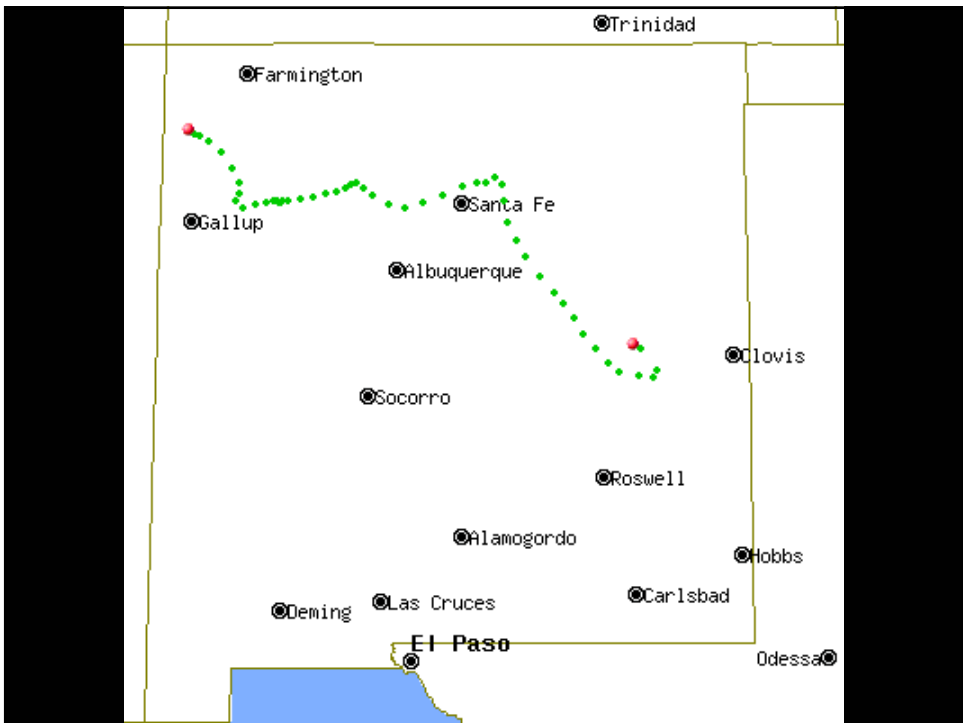 Trinidad
Farmington
Santa Fe
Gallup
Albuquerque
Clovis
Socorro
Roswell
Alamogordo
Hobbs
Carlsbad
Las Cruces
Deming
El Paso
Odessa